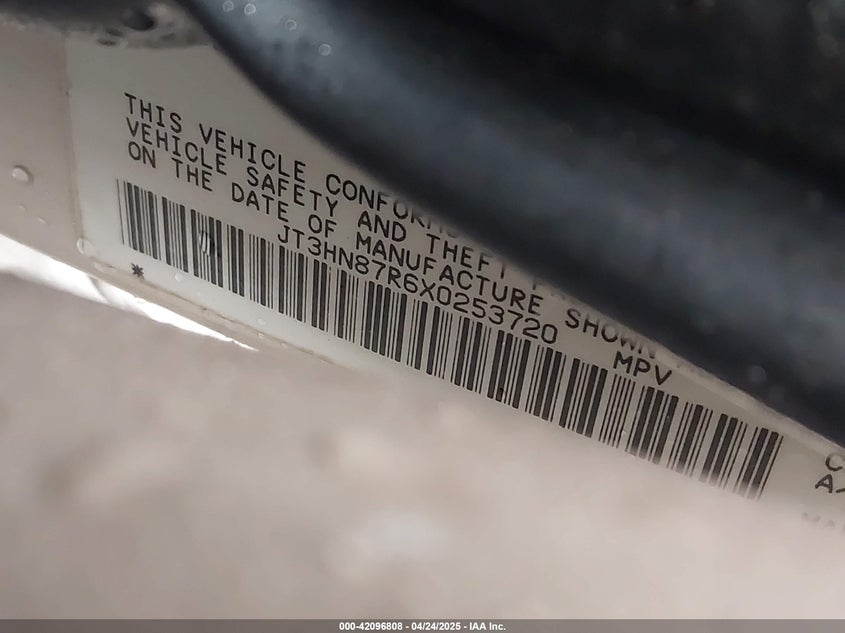 THIS VEHICLE CONFORMS
VEHICLE SAFETY AND THEFT
ON THE DATE OF MANUFACTURE SHOWN
JT3HN87R6X0253720
MPV
*
C
A
000-42096808 - 04/24/2025 - IAA Inc.